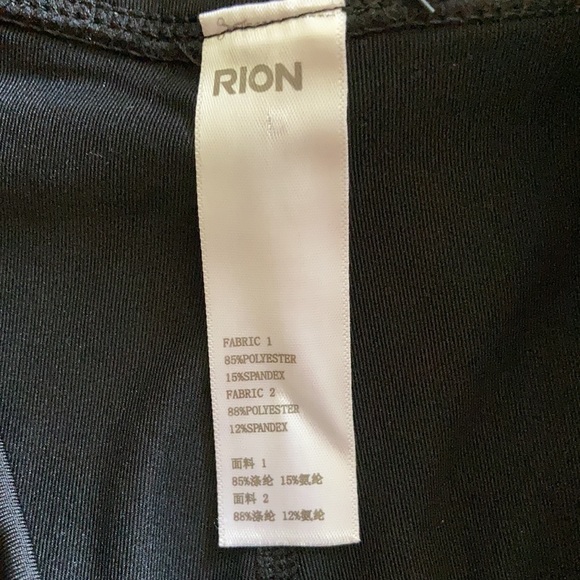 RION
FABRIC 1
85%POLYESTER
15%SPANDEX
FABRIC 2
88%POLYESTER
12%SPANDEX
面料 1
85%涤纶 15%氨纶
面料 2
88%涤纶 12%氨纶